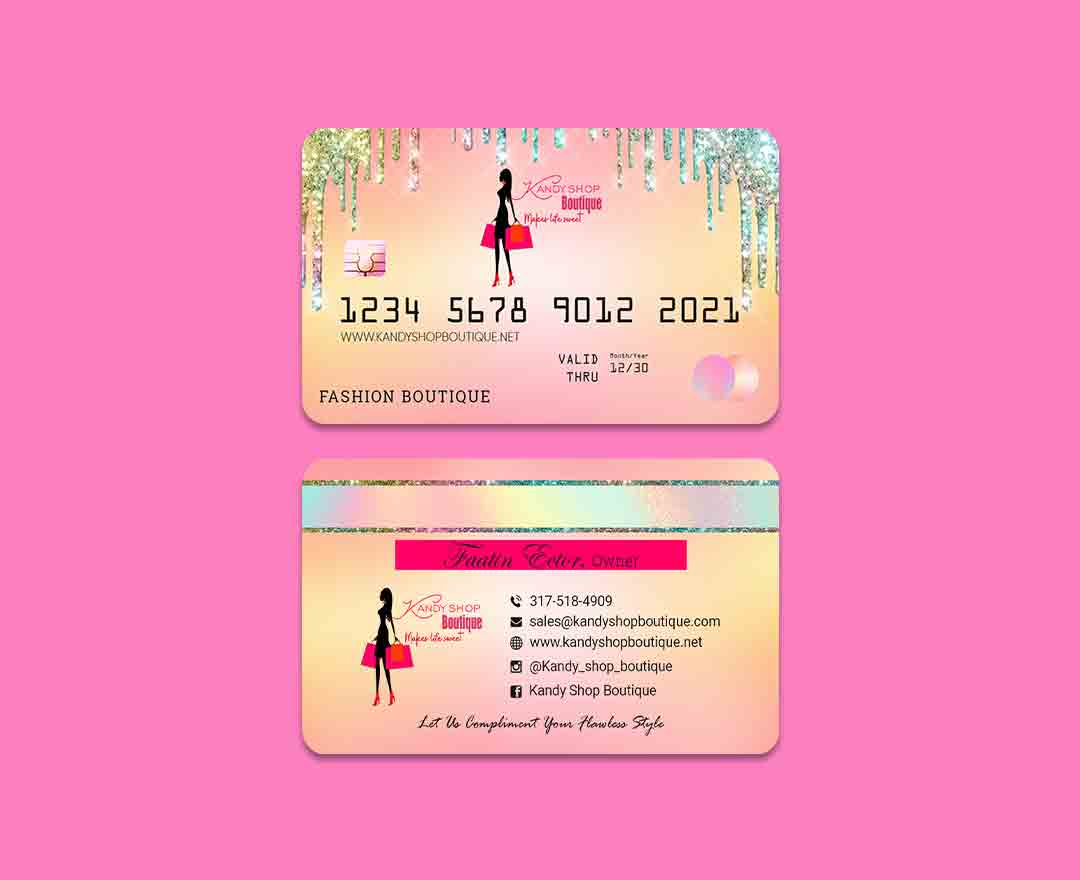 KANDY SHOP
Boutique
Makes life sweet
1234 5678 9012 2021
WWW.KANDYSHOPBOUTIQUE.NET
VALID THRU Month/Year 12/30
FASHION BOUTIQUE
Faatin Ector, Owner
KANDY SHOP
Boutique
Makes life sweet
317-518-4909
sales@kandyshopboutique.com
www.kandyshopboutique.net
@Kandy_shop_boutique
Kandy Shop Boutique
Let Us Compliment Your Flawless Style